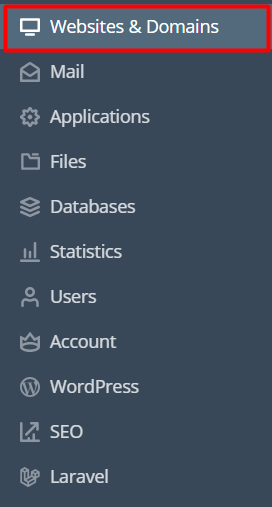 Websites & Domains
Mail
Applications
Files
Databases
Statistics
Users
Account
WordPress
SEO
Laravel